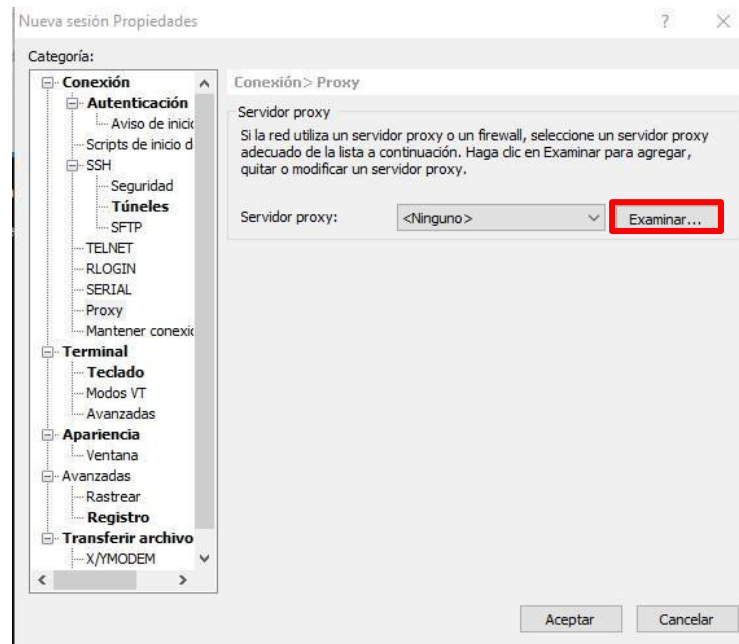 Nueva sesión Propiedades
Categoría:
Conexión
Autenticación
Aviso de inicio
Scripts de inicio d
SSH
Seguridad
Túneles
SFTP
TELNET
RLOGIN
SERIAL
Proxy
Mantener conexic
Terminal
Teclado
Modos VT
Avanzadas
Apariencia
Ventana
Avanzadas
Rastrear
Registro
Transferir archivo
X/YMODEM
Conexión> Proxy
Servidor proxy
Si la red utiliza un servidor proxy o un firewall, seleccione un servidor proxy
adecuado de la lista a continuación. Haga clic en Examinar para agregar,
quitar o modificar un servidor proxy.
Servidor proxy:
<Ninguno>
Examinar...
Aceptar
Cancelar